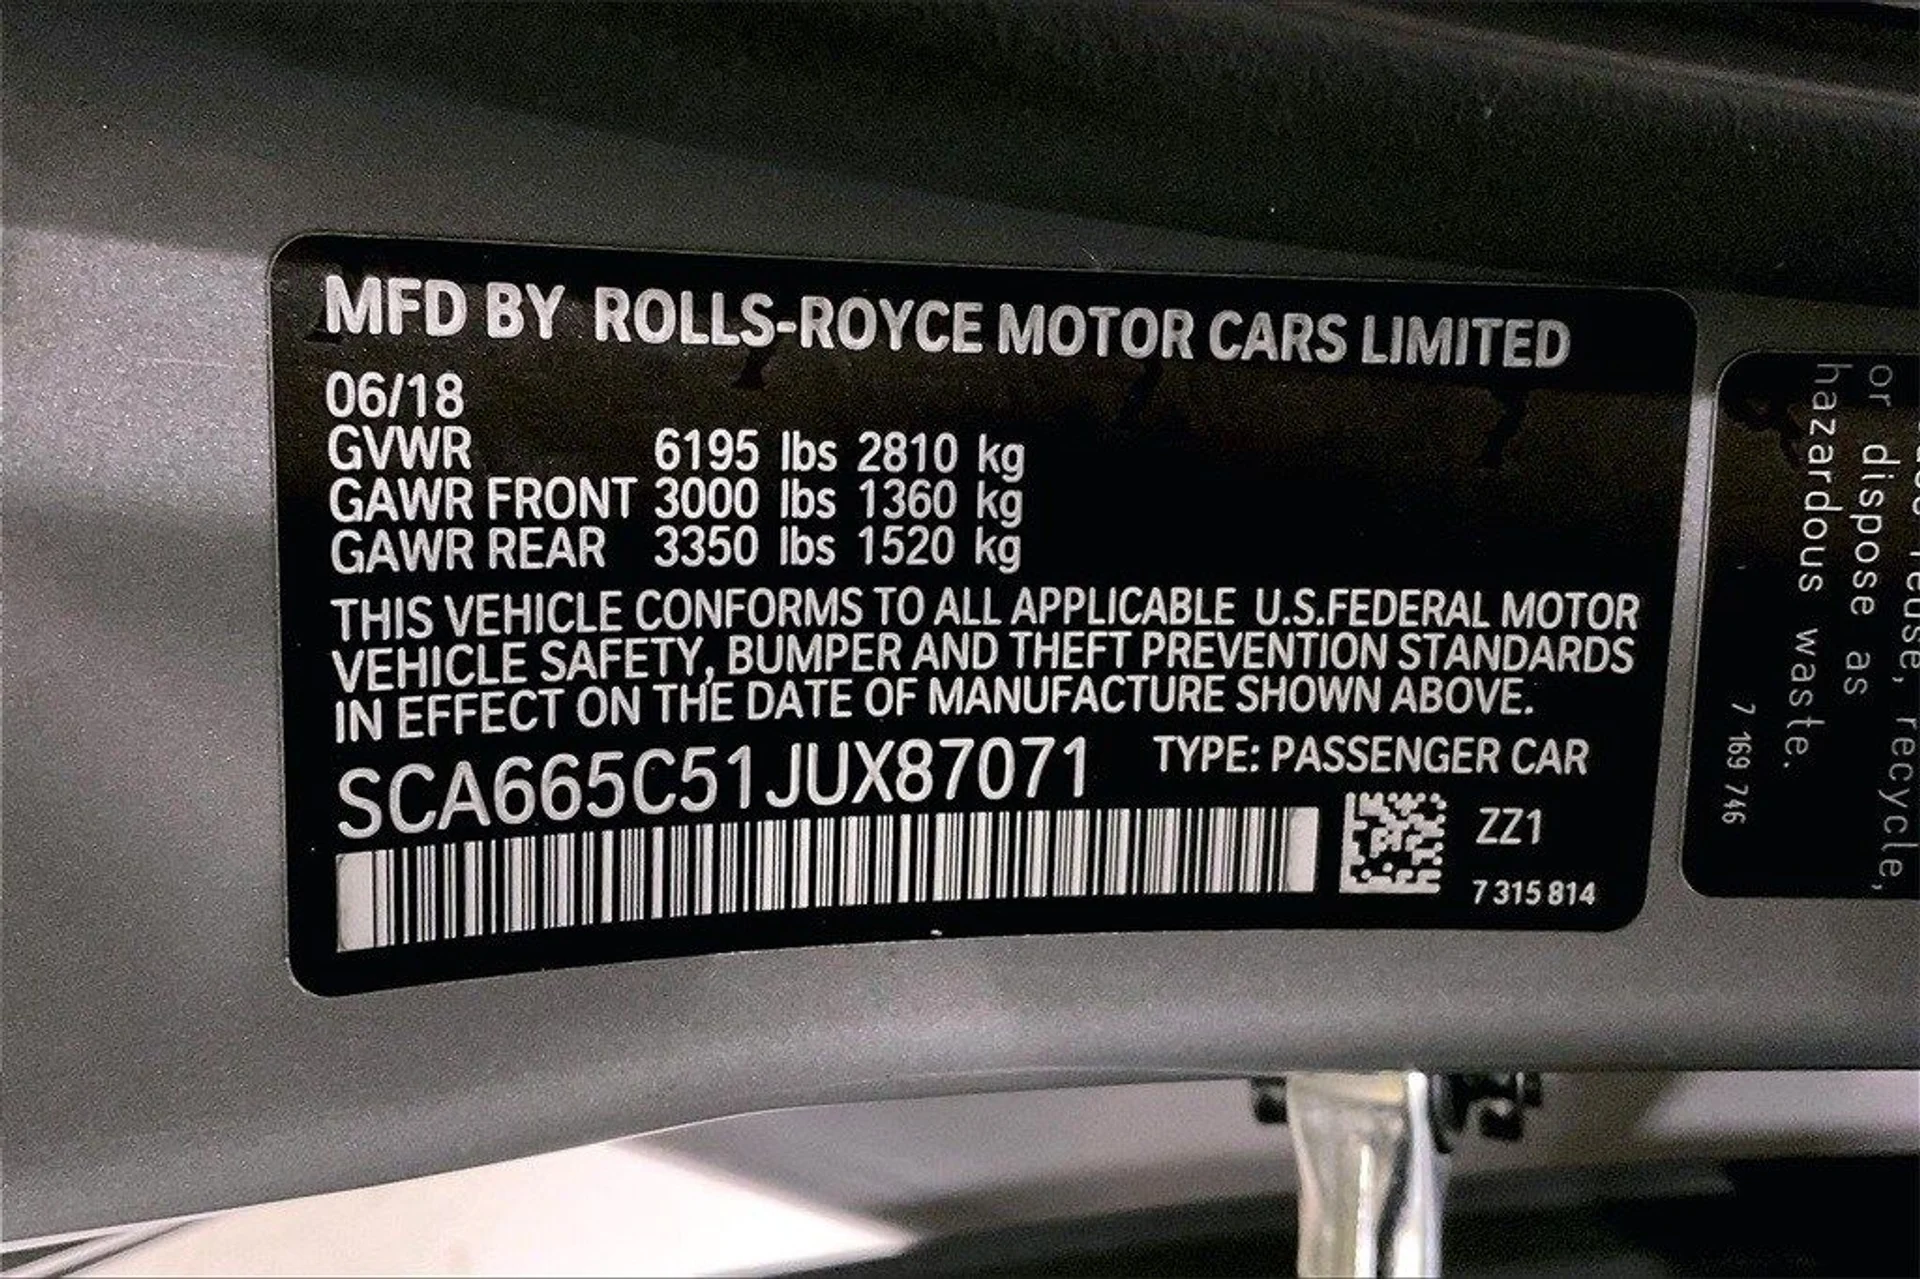 MFD BY ROLLS-ROYCE MOTOR CARS LIMITED
06/18
GVWR 6195 lbs 2810 kg
GAWR FRONT 3000 lbs 1360 kg
GAWR REAR 3350 lbs 1520 kg
THIS VEHICLE CONFORMS TO ALL APPLICABLE U.S.FEDERAL MOTOR
VEHICLE SAFETY, BUMPER AND THEFT PREVENTION STANDARDS
IN EFFECT ON THE DATE OF MANUFACTURE SHOWN ABOVE.
SCA665C51JUX87071 TYPE: PASSENGER CAR
ZZ1
7 315 814
reuse, recycle,
or dispose as
hazardous waste.
7 169 746